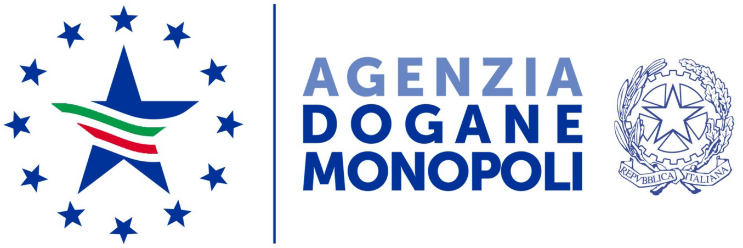 AGENZIA
DOGANE
MONOPOLI
REPVBBLICA ITALIANA